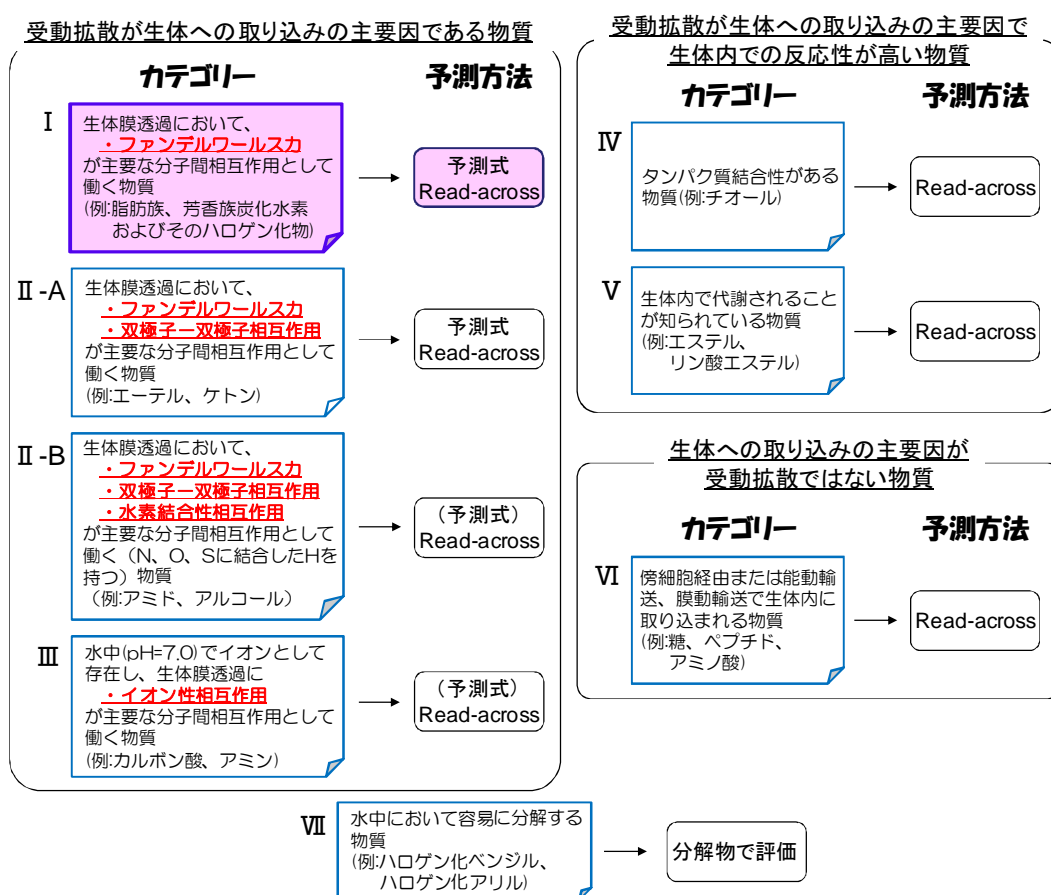 受動拡散が生体への取り込みの主要因である物質
カテゴリー
予測方法
Ⅰ
生体膜透過において、
・ファンデルワールス力
が主要な分子間相互作用として
働く物質
(例:脂肪族、芳香族炭化水素
およびそのハロゲン化物)
予測式
Read-across
Ⅱ-A
生体膜透過において、
・ファンデルワールス力
・双極子－双極子相互作用
が主要な分子間相互作用として
働く物質
(例:エーテル、ケトン)
予測式
Read-across
Ⅱ-B
生体膜透過において、
・ファンデルワールス力
・双極子－双極子相互作用
・水素結合性相互作用
が主要な分子間相互作用として
働く（N、O、Sに結合したHを
持つ）物質
（例:アミド、アルコール）
（予測式）
Read-across
Ⅲ
水中(pH=7.0)でイオンとして
存在し、生体膜透過に
・イオン性相互作用
が主要な分子間相互作用として
働く物質
(例:カルボン酸、アミン)
（予測式）
Read-across
受動拡散が生体への取り込みの主要因で
生体内での反応性が高い物質
カテゴリー
予測方法
Ⅳ
タンパク質結合性がある
物質(例:チオール)
Read-across
Ⅴ
生体内で代謝されること
が知られている物質
(例:エステル、
リン酸エステル)
Read-across
生体への取り込みの主要因が
受動拡散ではない物質
カテゴリー
予測方法
Ⅵ
傍細胞経由または能動輸
送、膜動輸送で生体内に
取り込まれる物質
(例:糖、ペプチド、
アミノ酸)
Read-across
Ⅶ
水中において容易に分解する
物質
(例:ハロゲン化ベンジル、
ハロゲン化アリル)
分解物で評価